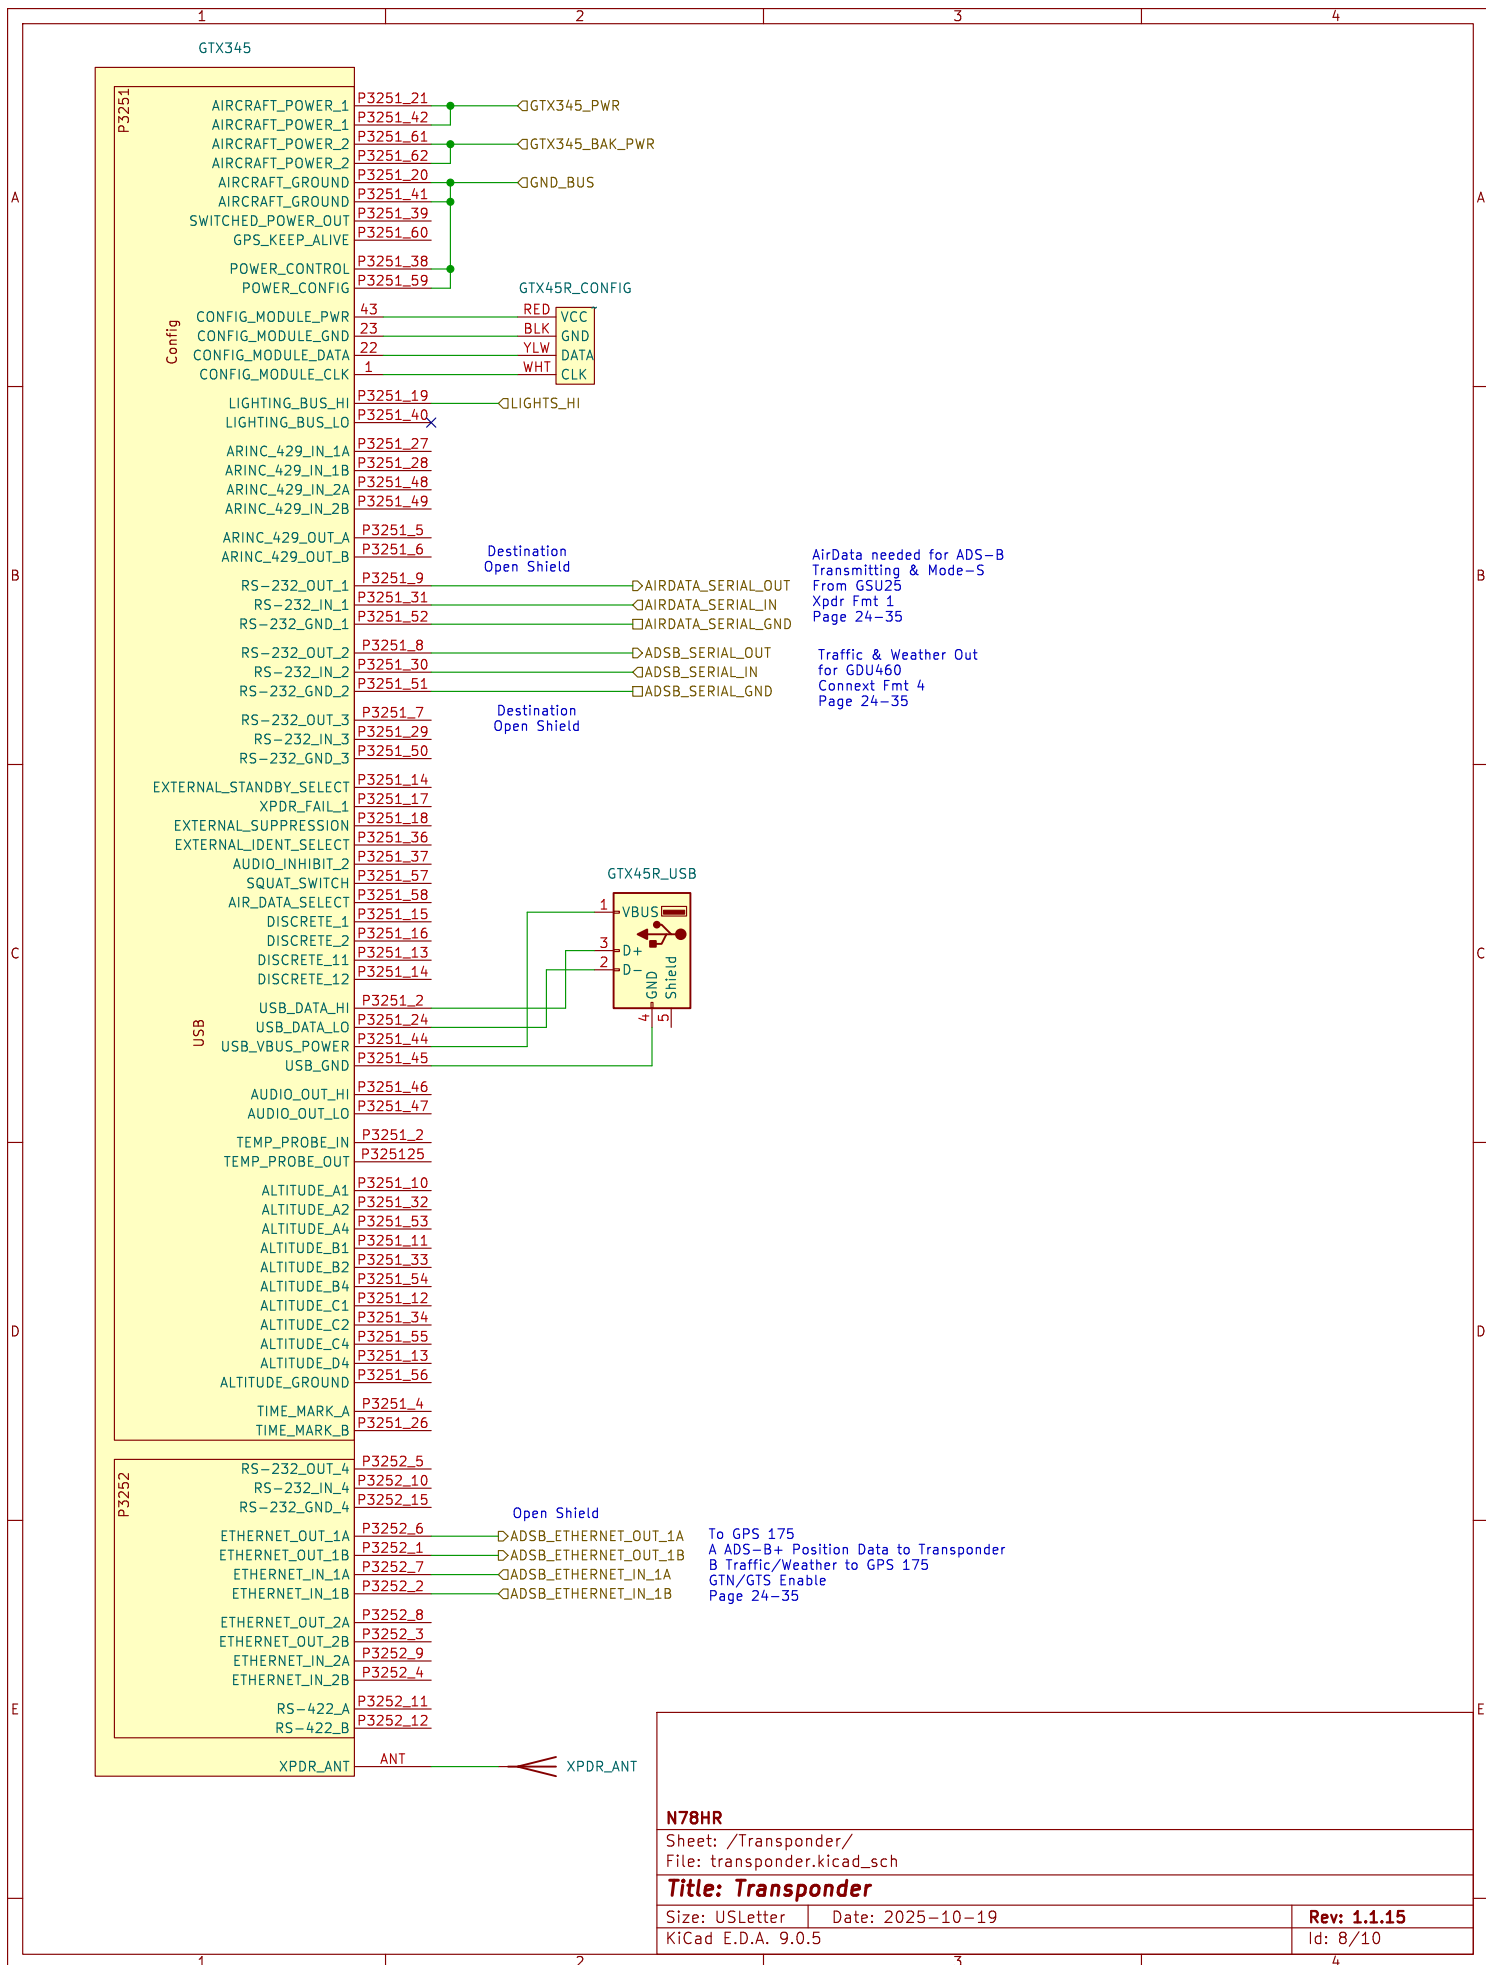 1 2 3 4
GTX345
P3251
AIRCRAFT_POWER_1 P3251_21 GTX345_PWR
AIRCRAFT_POWER_1 P3251_42
AIRCRAFT_POWER_2 P3251_61 GTX345_BAK_PWR
AIRCRAFT_POWER_2 P3251_62
AIRCRAFT_GROUND P3251_20 GND_BUS
A AIRCRAFT_GROUND P3251_41 A
SWITCHED_POWER_OUT P3251_39
GPS_KEEP_ALIVE P3251_60
POWER_CONTROL P3251_38
POWER_CONFIG P3251_59
GTX45R_CONFIG
Config
CONFIG_MODULE_PWR 43 RED VCC
CONFIG_MODULE_GND 23 BLK GND
CONFIG_MODULE_DATA 22 YLW DATA
CONFIG_MODULE_CLK 1 WHT CLK
LIGHTING_BUS_HI P3251_19 LIGHTS_HI
LIGHTING_BUS_LO P3251_40
ARINC_429_IN_1A P3251_27
ARINC_429_IN_1B P3251_28
ARINC_429_IN_2A P3251_48
ARINC_429_IN_2B P3251_49
ARINC_429_OUT_A P3251_5
ARINC_429_OUT_B P3251_6
Destination
Open Shield
B B
RS-232_OUT_1 P3251_9 AIRDATA_SERIAL_OUT
RS-232_IN_1 P3251_31 AIRDATA_SERIAL_IN
RS-232_GND_1 P3251_52 AIRDATA_SERIAL_GND
AirData needed for ADS-B
Transmitting & Mode-S
From GSU25
Xpdr Fmt 1
Page 24-35
RS-232_OUT_2 P3251_8 ADSB_SERIAL_OUT
RS-232_IN_2 P3251_30 ADSB_SERIAL_IN
RS-232_GND_2 P3251_51 ADSB_SERIAL_GND
Traffic & Weather Out
for GDU460
Connext Fmt 4
Page 24-35
Destination
Open Shield
RS-232_OUT_3 P3251_7
RS-232_IN_3 P3251_29
RS-232_GND_3 P3251_50
EXTERNAL_STANDBY_SELECT P3251_14
XPDR_FAIL_1 P3251_17
EXTERNAL_SUPPRESSION P3251_18
EXTERNAL_IDENT_SELECT P3251_36
AUDIO_INHIBIT_2 P3251_37
SQUAT_SWITCH P3251_57
AIR_DATA_SELECT P3251_58
DISCRETE_1 P3251_15
DISCRETE_2 P3251_16
C DISCRETE_11 P3251_13 C
DISCRETE_12 P3251_14
GTX45R_USB
1 VBUS
3 D+
2 D-
GND
Shield
4 5
USB
USB_DATA_HI P3251_2
USB_DATA_LO P3251_24
USB_VBUS_POWER P3251_44
USB_GND P3251_45
AUDIO_OUT_HI P3251_46
AUDIO_OUT_LO P3251_47
TEMP_PROBE_IN P3251_2
TEMP_PROBE_OUT P325125
ALTITUDE_A1 P3251_10
ALTITUDE_A2 P3251_32
ALTITUDE_A4 P3251_53
ALTITUDE_B1 P3251_11
ALTITUDE_B2 P3251_33
ALTITUDE_B4 P3251_54
ALTITUDE_C1 P3251_12
ALTITUDE_C2 P3251_34
D D
ALTITUDE_C4 P3251_55
ALTITUDE_D4 P3251_13
ALTITUDE_GROUND P3251_56
TIME_MARK_A P3251_4
TIME_MARK_B P3251_26
P3252
RS-232_OUT_4 P3252_5
RS-232_IN_4 P3252_10
RS-232_GND_4 P3252_15
Open Shield
ETHERNET_OUT_1A P3252_6 ADSB_ETHERNET_OUT_1A
ETHERNET_OUT_1B P3252_1 ADSB_ETHERNET_OUT_1B
ETHERNET_IN_1A P3252_7 ADSB_ETHERNET_IN_1A
ETHERNET_IN_1B P3252_2 ADSB_ETHERNET_IN_1B
To GPS 175
A ADS-B+ Position Data to Transponder
B Traffic/Weather to GPS 175
GTN/GTS Enable
Page 24-35
ETHERNET_OUT_2A P3252_8
ETHERNET_OUT_2B P3252_3
ETHERNET_IN_2A P3252_9
ETHERNET_IN_2B P3252_4
E RS-422_A P3252_11 E
RS-422_B P3252_12
XPDR_ANT ANT XPDR_ANT
N78HR
Sheet: /Transponder/
File: transponder.kicad_sch
Title: Transponder
Size: USLetter Date: 2025-10-19 Rev: 1.1.15
KiCad E.D.A. 9.0.5 Id: 8/10
1 2 3 4